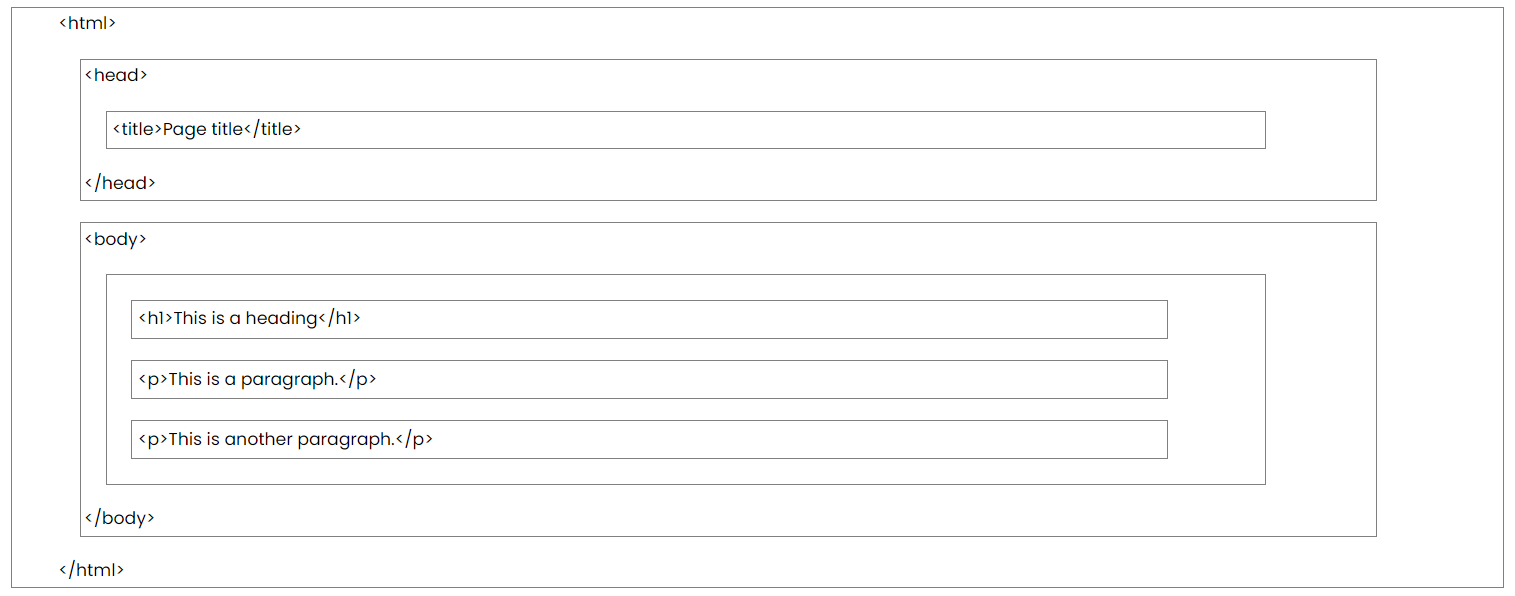 <html>
<head>
<title>Page title</title>
</head>
<body>
<h1>This is a heading</h1>
<p>This is a paragraph.</p>
<p>This is another paragraph.</p>
</body>
</html>